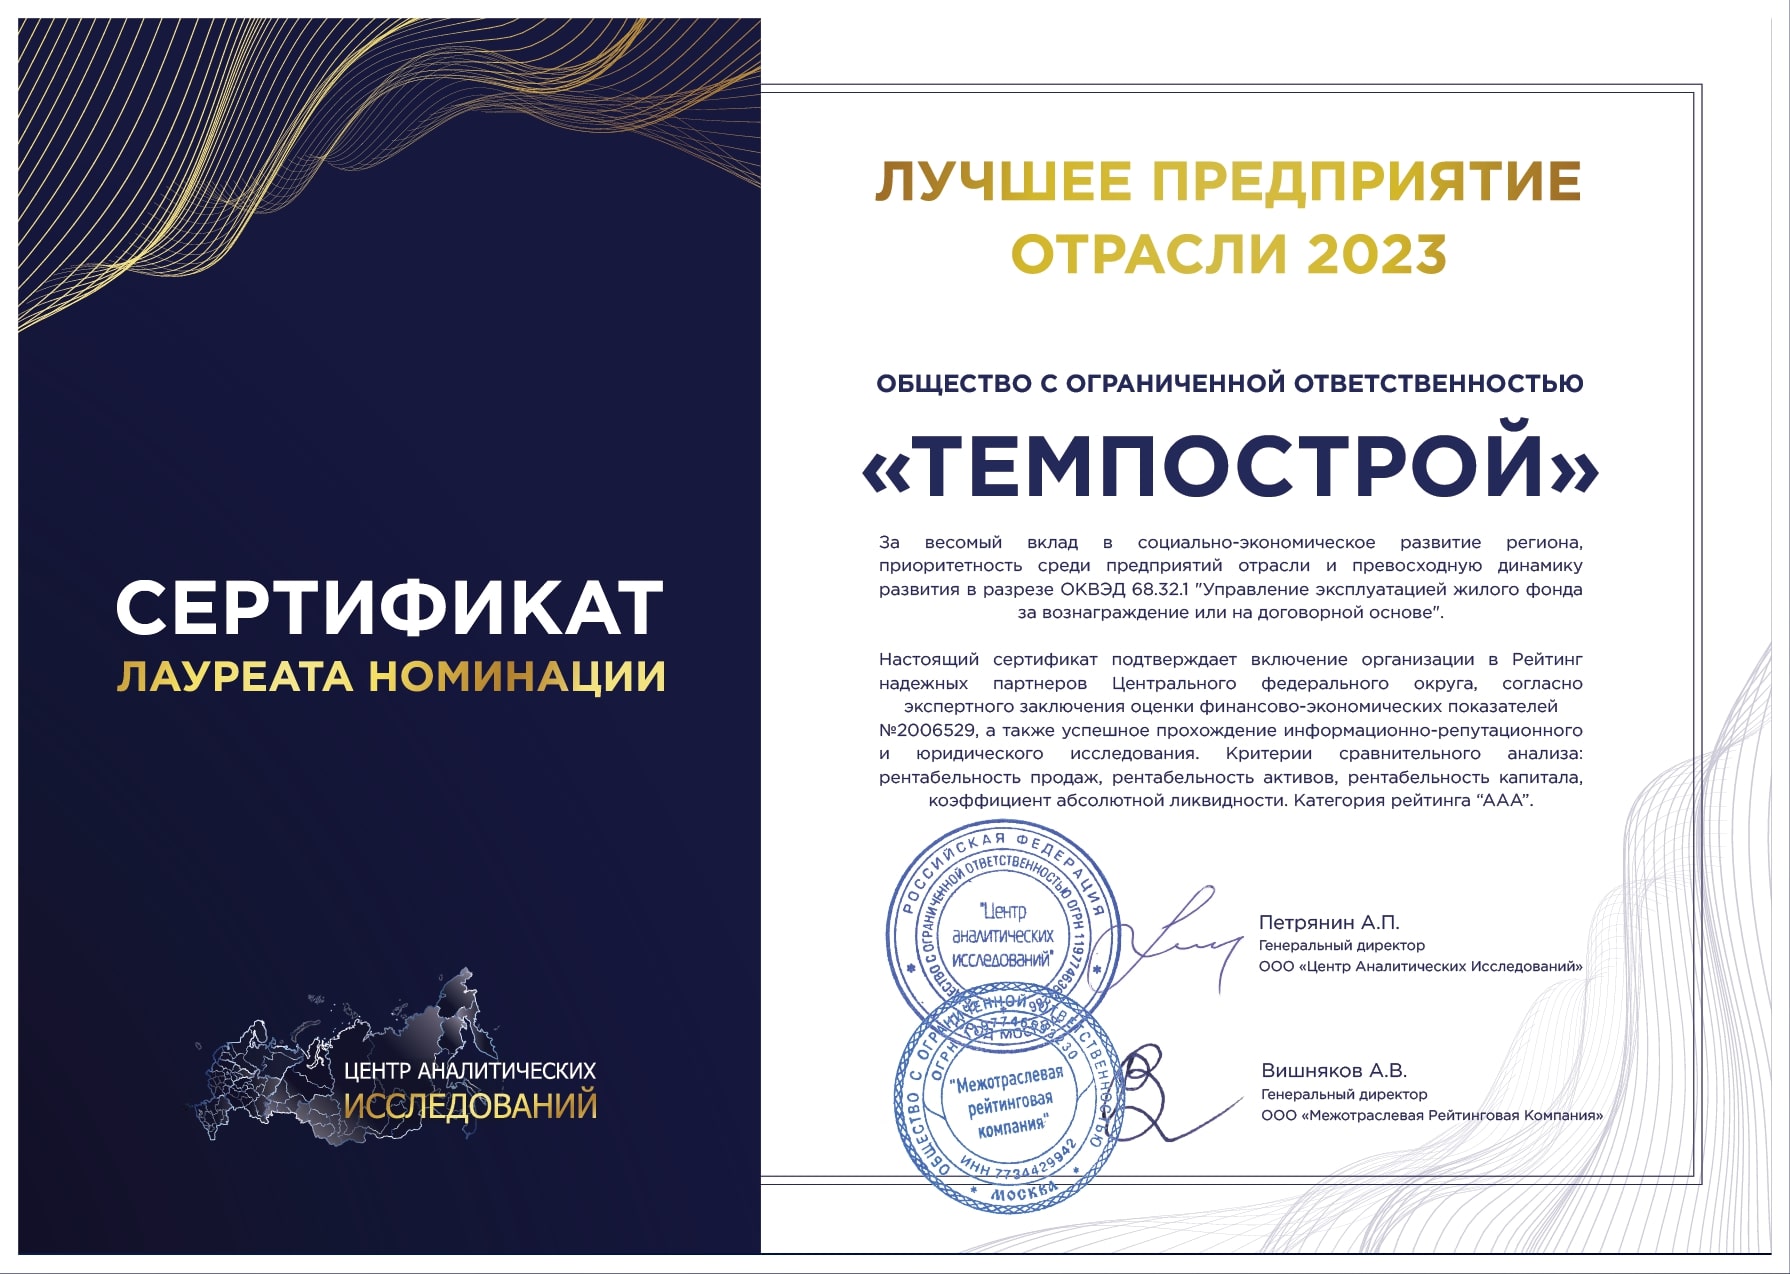 СЕРТИФИКАТ
ЛАУРЕАТА НОМИНАЦИИ
ЦЕНТР АНАЛИТИЧЕСКИХ
ИССЛЕДОВАНИЙ
ЛУЧШЕЕ ПРЕДПРИЯТИЕ
ОТРАСЛИ 2023
ОБЩЕСТВО С ОГРАНИЧЕННОЙ ОТВЕТСТВЕННОСТЬЮ
«ТЕМПОСТРОЙ»
За весомый вклад в социально-экономическое развитие региона,
приоритетность среди предприятий отрасли и превосходную динамику
развития в разрезе ОКВЭД 68.32.1 "Управление эксплуатацией жилого фонда
за вознаграждение или на договорной основе".
Настоящий сертификат подтверждает включение организации в Рейтинг
надежных партнеров Центрального федерального округа, согласно
экспертного заключения оценки финансово-экономических показателей
№2006529, а также успешное прохождение информационно-репутационного
и юридического исследования. Критерии сравнительного анализа:
рентабельность продаж, рентабельность активов, рентабельность капитала,
коэффициент абсолютной ликвидности. Категория рейтинга “ААА”.
РОССИЙСКАЯ ФЕДЕРАЦИЯ
С ОГРАНИЧЕННОЙ ОТВЕТСТВЕННОСТЬЮ ОГРН
"Центр
аналитических
исследований"
Петрянин А.П.
Генеральный директор
ООО «Центр Аналитических Исследований»
ОБЩЕСТВО С ОГРАНИЧЕННОЙ ОТВЕТСТВЕННОСТЬЮ
"Межотраслевая
рейтинговая
компания"
ИНН 7734429942
* МОСКВА *
Вишняков А.В.
Генеральный директор
ООО «Межотраслевая Рейтинговая Компания»